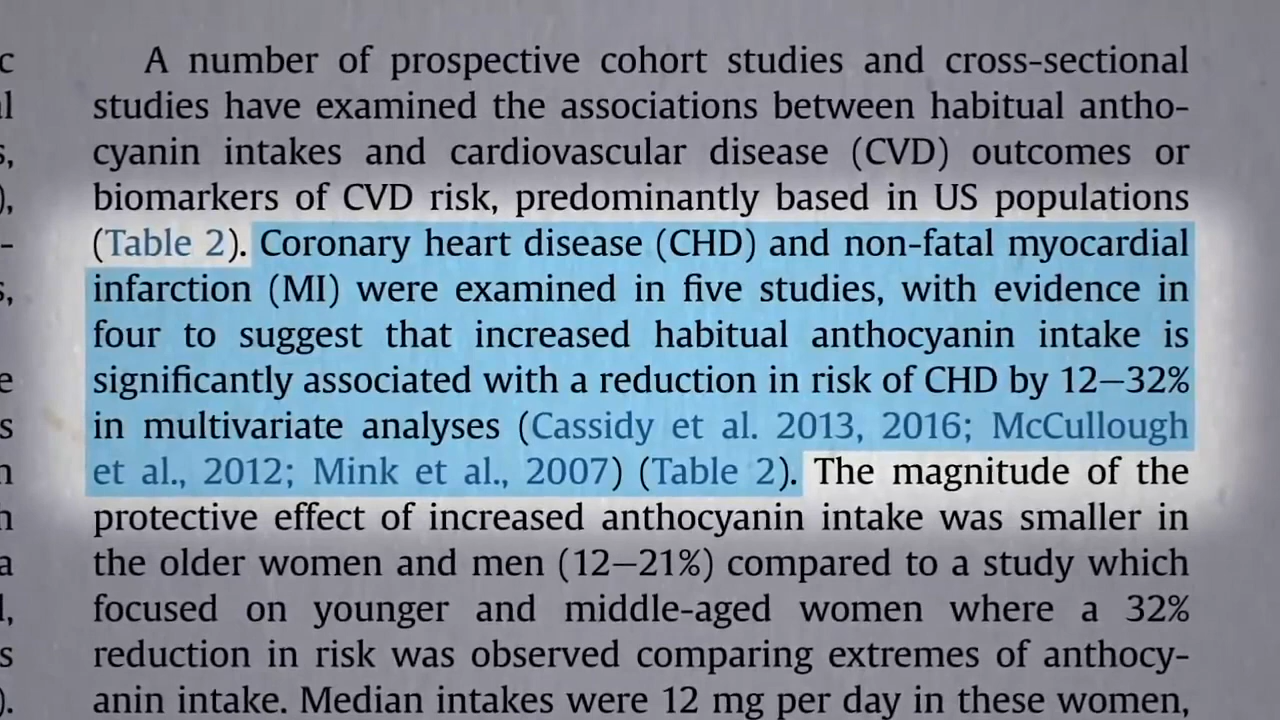 A number of prospective cohort studies and cross-sectional
studies have examined the associations between habitual antho-
cyanin intakes and cardiovascular disease (CVD) outcomes or
biomarkers of CVD risk, predominantly based in US populations
(Table 2). Coronary heart disease (CHD) and non-fatal myocardial
infarction (MI) were examined in five studies, with evidence in
four to suggest that increased habitual anthocyanin intake is
significantly associated with a reduction in risk of CHD by 12–32%
in multivariate analyses (Cassidy et al. 2013, 2016; McCullough
et al., 2012; Mink et al., 2007) (Table 2). The magnitude of the
protective effect of increased anthocyanin intake was smaller in
the older women and men (12–21%) compared to a study which
focused on younger and middle-aged women where a 32%
reduction in risk was observed comparing extremes of anthocy-
anin intake. Median intakes were 12 mg per day in these women,